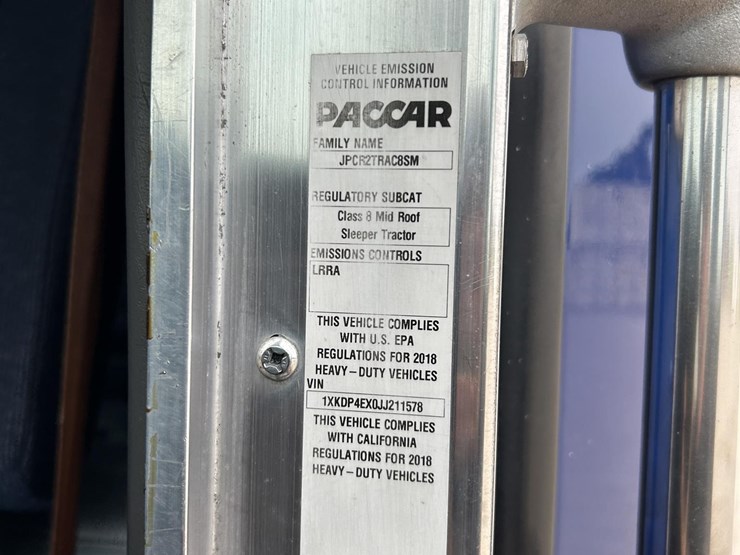 VEHICLE EMISSION
CONTROL INFORMATION
PACCAR
FAMILY NAME
JPCR2TRAC8SM
REGULATORY SUBCAT
Class 8 Mid Roof
Sleeper Tractor
EMISSIONS CONTROLS
LRRA
THIS VEHICLE COMPLIES
WITH U.S. EPA
REGULATIONS FOR 2018
HEAVY-DUTY VEHICLES
VIN
1XKDP4EX0JJ211578
THIS VEHICLE COMPLIES
WITH CALIFORNIA
REGULATIONS FOR 2018
HEAVY-DUTY VEHICLES